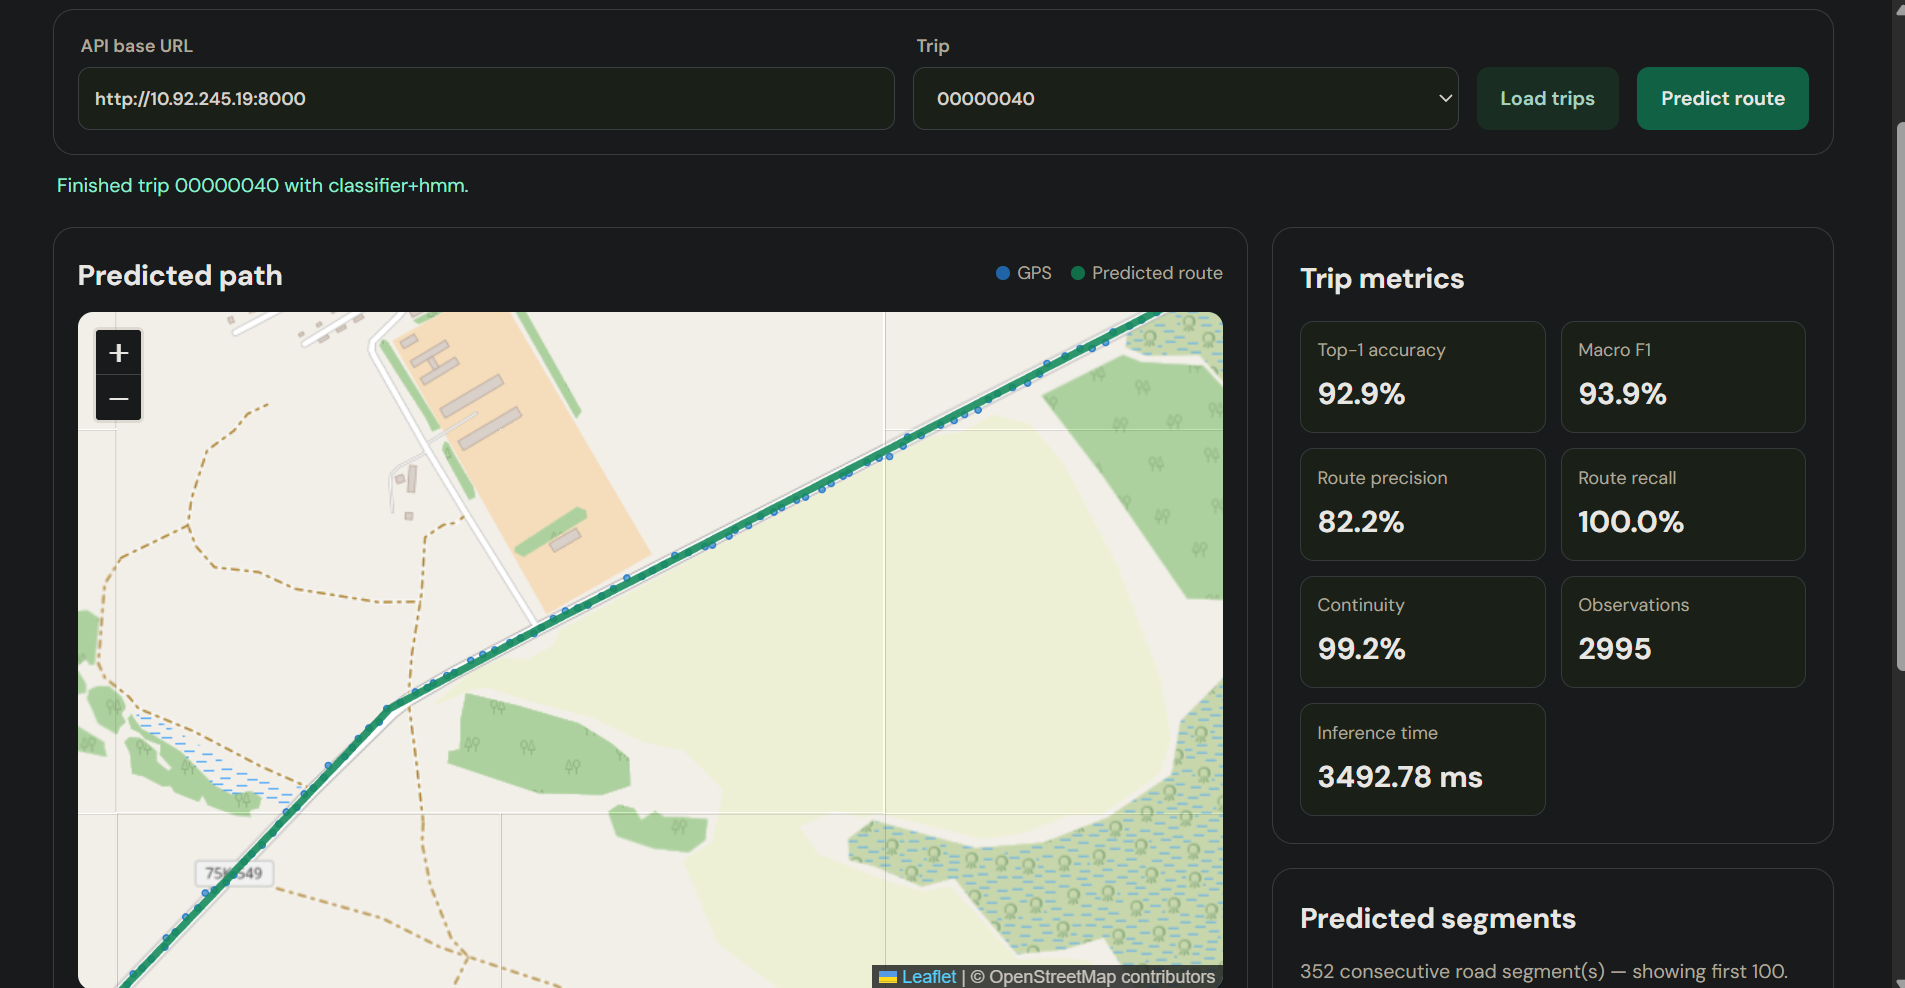 API base URL
Trip
http://10.92.245.19:8000
00000040
Load trips
Predict route
Finished trip 00000040 with classifier+hmm.
Predicted path
GPS
Predicted route
+
−
75K-549
Leaflet | © OpenStreetMap contributors
Trip metrics
Top-1 accuracy
92.9%
Macro F1
93.9%
Route precision
82.2%
Route recall
100.0%
Continuity
99.2%
Observations
2995
Inference time
3492.78 ms
Predicted segments
352 consecutive road segment(s) — showing first 100.